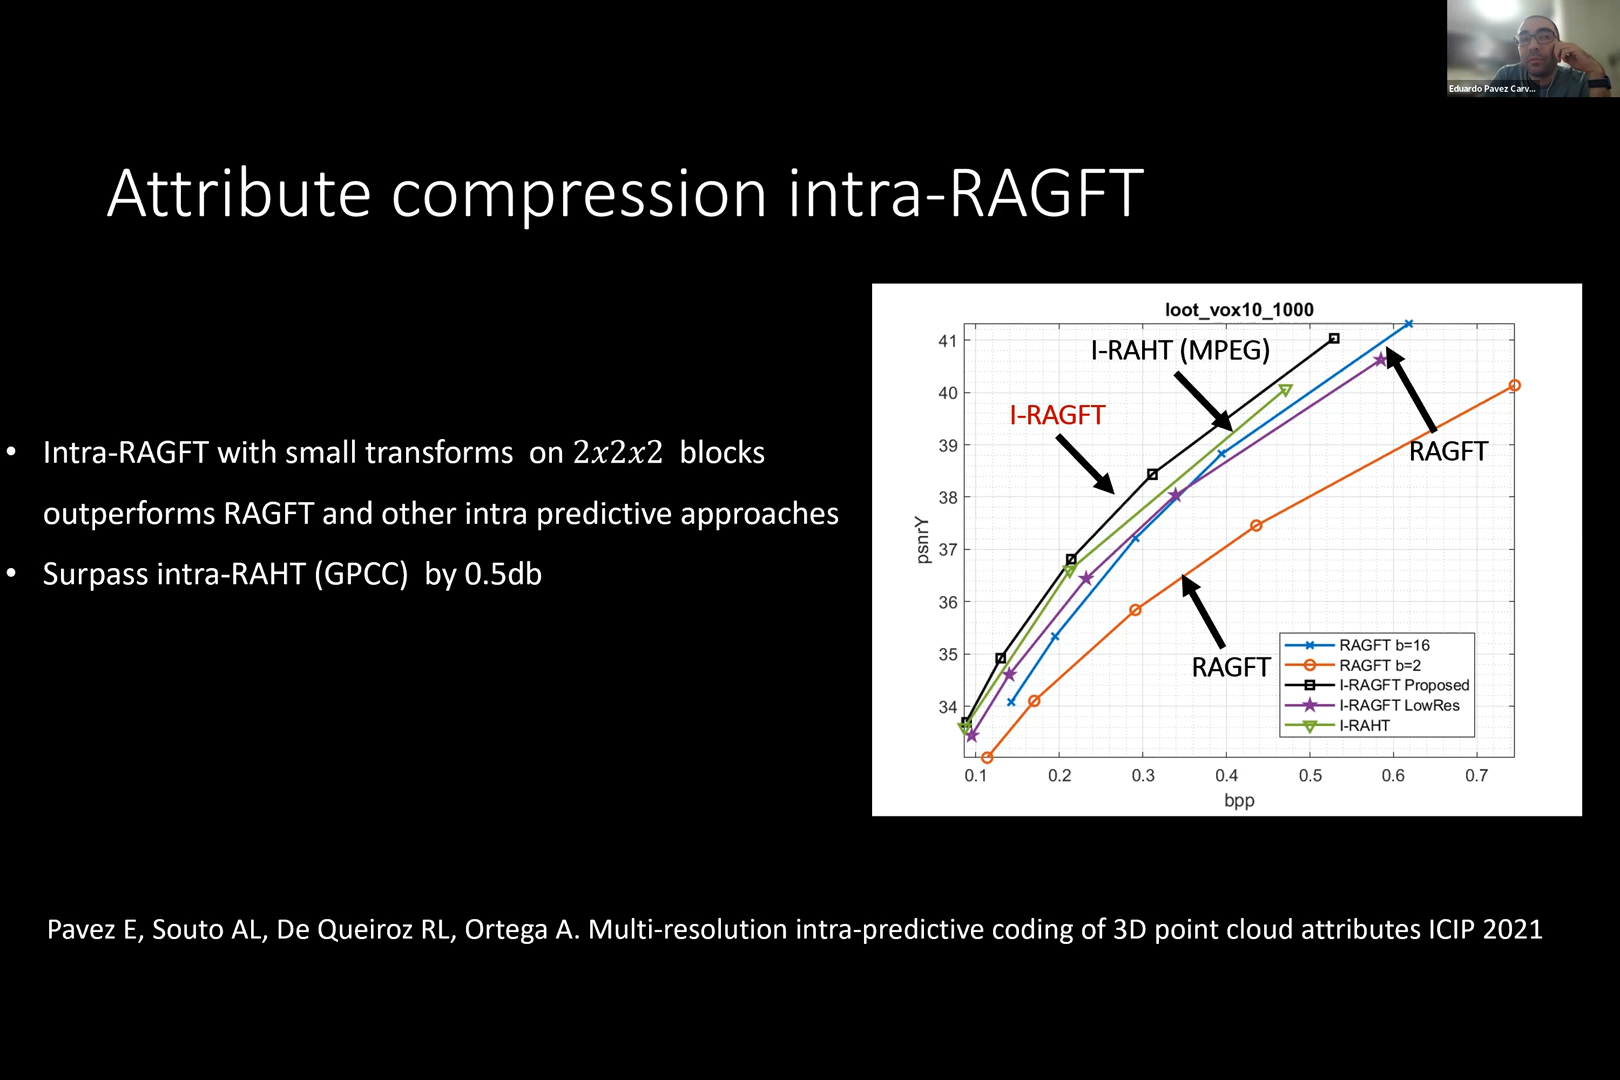 Eduardo Pavez Carv...
Attribute compression intra-RAGFT
• Intra-RAGFT with small transforms on 2x2x2 blocks
outperforms RAGFT and other intra predictive approaches
• Surpass intra-RAHT (GPCC) by 0.5db
loot_vox10_1000
I-RAHT (MPEG)
I-RAGFT
RAGFT
RAGFT
psnrY
41
40
39
38
37
36
35
34
RAGFT b=16
RAGFT b=2
I-RAGFT Proposed
I-RAGFT LowRes
I-RAHT
0.1 0.2 0.3 0.4 0.5 0.6 0.7
bpp
Pavez E, Souto AL, De Queiroz RL, Ortega A. Multi-resolution intra-predictive coding of 3D point cloud attributes ICIP 2021